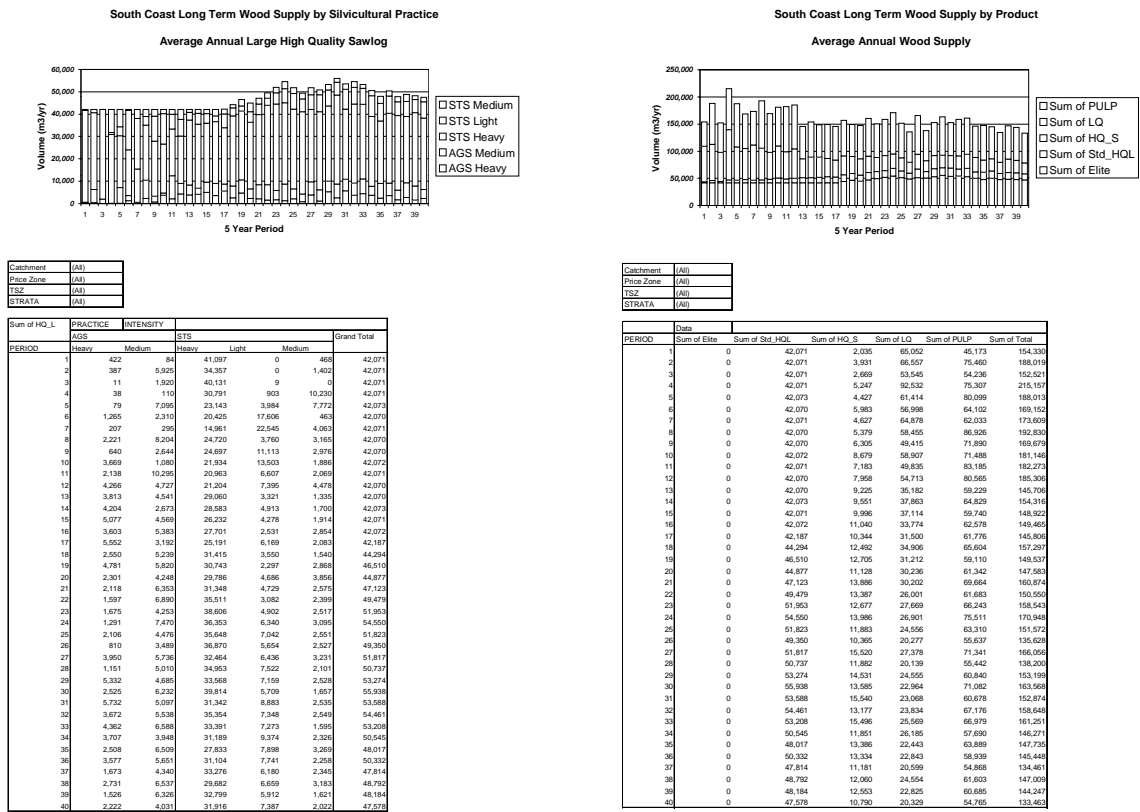 South Coast Long Term Wood Supply by Silvicultural Practice
Average Annual Large High Quality Sawlog
60,000
50,000
40,000
30,000
20,000
10,000
0
Volume (m3/yr)
1 3 5 7 9 11 13 15 17 19 21 23 25 27 29 31 33 35 37 39
5 Year Period
STS Medium
STS Light
STS Heavy
AGS Medium
AGS Heavy
Catchment (All)
Price Zone (All)
TSZ (All)
STRATA (All)
Sum of HQ_L PRACTICE INTENSITY
AGS STS Grand Total
PERIOD Heavy Medium Heavy Light Medium
1 422 84 41,097 0 468 42,071
2 387 5,925 34,357 0 1,402 42,071
3 11 1,920 40,131 9 0 42,071
4 38 110 30,791 903 10,230 42,071
5 79 7,095 23,143 3,984 7,772 42,073
6 1,265 2,310 20,425 17,606 463 42,070
7 207 295 14,961 22,545 4,063 42,071
8 2,221 8,204 24,720 3,760 3,165 42,070
9 640 2,644 24,697 11,113 2,976 42,070
10 3,669 1,080 21,934 13,503 1,886 42,072
11 2,138 10,295 20,963 6,607 2,069 42,071
12 4,266 4,727 21,204 7,395 4,478 42,070
13 3,813 4,541 29,060 3,321 1,335 42,070
14 4,204 2,673 28,583 4,913 1,700 42,073
15 5,077 4,569 26,232 4,278 1,914 42,071
16 3,603 5,383 27,701 2,531 2,854 42,072
17 5,552 3,192 25,191 6,169 2,083 42,187
18 2,550 5,239 31,415 3,550 1,540 44,294
19 4,781 5,820 30,743 2,297 2,868 46,510
20 2,301 4,248 29,786 4,686 3,856 44,877
21 2,118 6,353 31,348 4,729 2,575 47,123
22 1,597 6,890 35,511 3,082 2,399 49,479
23 1,675 4,253 38,606 4,902 2,517 51,953
24 1,291 7,470 36,353 6,340 3,095 54,550
25 2,106 4,476 35,648 7,042 2,551 51,823
26 810 3,489 36,870 5,654 2,527 49,350
27 3,950 5,736 32,464 6,436 3,231 51,817
28 1,151 5,010 34,953 7,522 2,101 50,737
29 5,332 4,685 33,568 7,159 2,528 53,274
30 2,525 6,232 39,814 5,709 1,657 55,938
31 5,732 5,097 31,342 8,883 2,535 53,588
32 3,672 5,538 35,354 7,348 2,549 54,461
33 4,362 6,588 33,391 7,273 1,595 53,208
34 3,707 3,948 31,189 9,374 2,326 50,545
35 2,508 6,509 27,833 7,898 3,269 48,017
36 3,577 5,651 31,104 7,741 2,258 50,332
37 1,673 4,340 33,276 6,180 2,345 47,814
38 2,731 6,537 29,682 6,659 3,183 48,792
39 1,526 6,326 32,799 5,912 1,621 48,184
40 2,222 4,031 31,916 7,387 2,022 47,578
South Coast Long Term Wood Supply by Product
Average Annual Wood Supply
250,000
200,000
150,000
100,000
50,000
0
Volume (m3/yr)
1 3 5 7 9 11 13 15 17 19 21 23 25 27 29 31 33 35 37 39
5 Year Period
Sum of PULP
Sum of LQ
Sum of HQ_S
Sum of Std_HQL
Sum of Elite
Catchment (All)
Price Zone (All)
TSZ (All)
STRATA (All)
Data
PERIOD Sum of Elite Sum of Std_HQL Sum of HQ_S Sum of LQ Sum of PULP Sum of Total
1 0 42,071 2,035 65,052 45,173 154,330
2 0 42,071 3,931 66,557 75,460 188,019
3 0 42,071 2,669 53,545 54,236 152,521
4 0 42,071 5,247 92,532 75,307 215,157
5 0 42,073 4,427 61,414 80,099 188,013
6 0 42,070 5,983 56,998 64,102 169,152
7 0 42,071 4,627 64,878 62,033 173,609
8 0 42,070 5,379 58,455 86,926 192,830
9 0 42,070 6,305 49,415 71,890 169,679
10 0 42,072 8,679 58,907 71,488 181,146
11 0 42,071 7,183 49,835 83,185 182,273
12 0 42,070 7,958 54,713 80,565 185,306
13 0 42,070 9,225 35,182 59,229 145,706
14 0 42,073 9,551 37,863 64,829 154,316
15 0 42,071 9,996 37,114 59,740 148,922
16 0 42,072 11,040 33,774 62,578 149,465
17 0 42,187 10,344 31,500 61,776 145,806
18 0 44,294 12,492 34,906 65,604 157,297
19 0 46,510 12,705 31,212 59,110 149,537
20 0 44,877 11,128 30,236 61,342 147,583
21 0 47,123 13,886 30,202 69,664 160,874
22 0 49,479 13,387 26,001 61,683 150,550
23 0 51,953 12,677 27,669 66,243 158,543
24 0 54,550 13,986 26,901 75,511 170,948
25 0 51,823 11,883 24,556 63,310 151,572
26 0 49,350 10,365 20,277 55,637 135,628
27 0 51,817 15,520 27,378 71,341 166,056
28 0 50,737 11,882 20,139 55,442 138,200
29 0 53,274 14,531 24,555 60,840 153,199
30 0 55,938 13,585 22,964 71,082 163,568
31 0 53,588 15,540 23,068 60,678 152,874
32 0 54,461 13,177 23,834 67,176 158,648
33 0 53,208 15,496 25,569 66,979 161,251
34 0 50,545 11,851 26,185 57,690 146,271
35 0 48,017 13,386 22,443 63,889 147,735
36 0 50,332 13,334 22,843 58,939 145,448
37 0 47,814 11,181 20,599 54,868 134,461
38 0 48,792 12,060 24,554 61,603 147,009
39 0 48,184 12,553 22,825 60,685 144,247
40 0 47,578 10,790 20,329 54,765 133,463